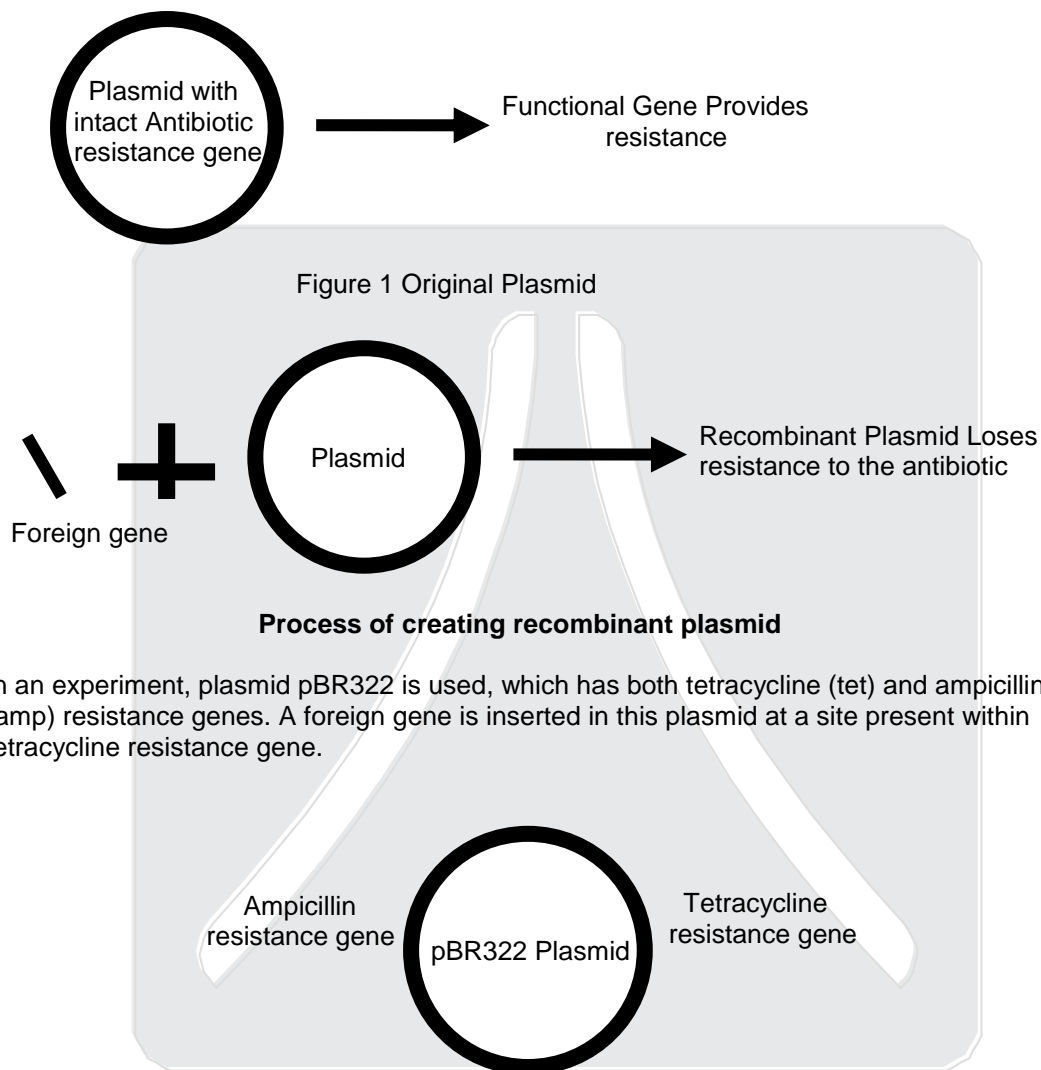 Plasmid with
intact Antibiotic
resistance gene
Functional Gene Provides
resistance
Figure 1 Original Plasmid
Foreign gene
Plasmid
Recombinant Plasmid Loses
resistance to the antibiotic
Process of creating recombinant plasmid
n an experiment, plasmid pBR322 is used, which has both tetracycline (tet) and ampicillin
amp) resistance genes. A foreign gene is inserted in this plasmid at a site present within
etracycline resistance gene.
Ampicillin
resistance gene
pBR322 Plasmid
Tetracycline
resistance gene